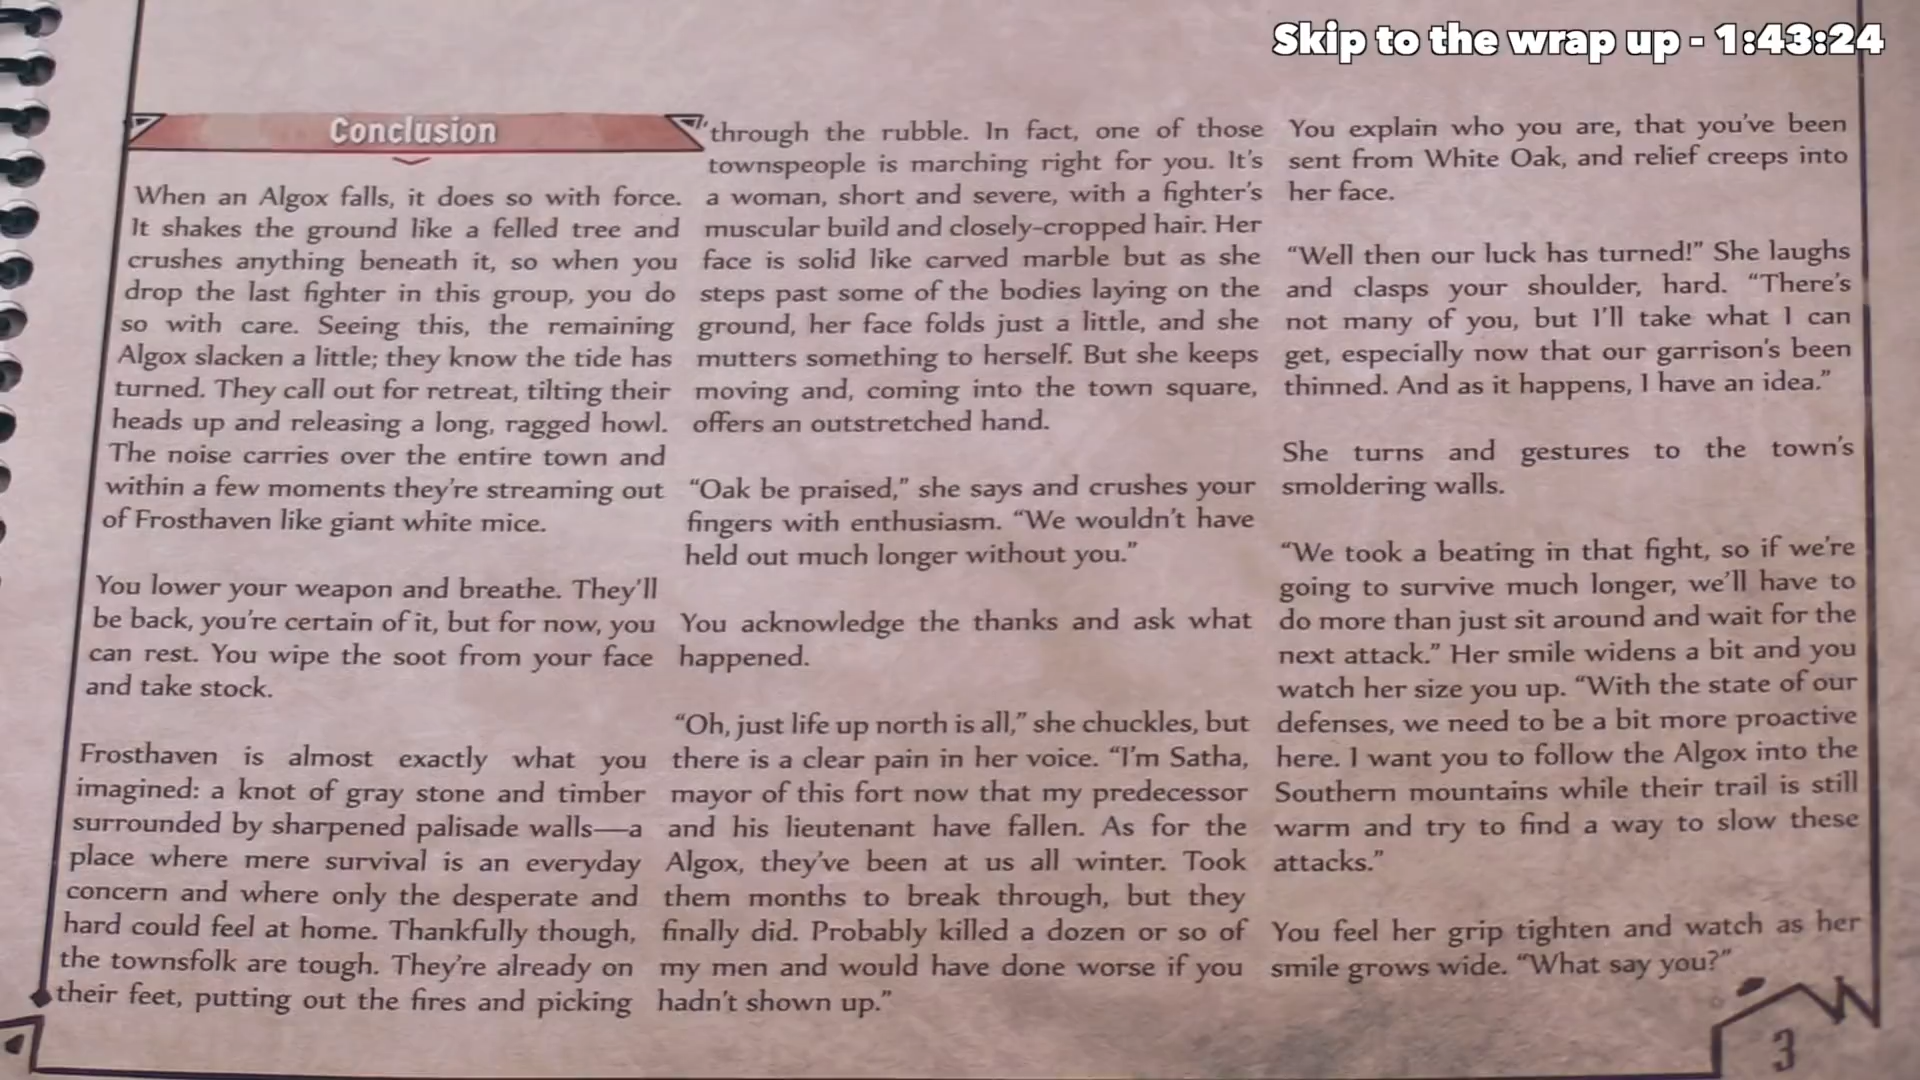 Skip to the wrap up - 1:43:24
Conclusion
When an Algox falls, it does so with force.
It shakes the ground like a felled tree and
crushes anything beneath it, so when you
drop the last fighter in this group, you do
so with care. Seeing this, the remaining
Algox slacken a little; they know the tide has
turned. They call out for retreat, tilting their
heads up and releasing a long, ragged howl.
The noise carries over the entire town and
within a few moments they're streaming out
of Frosthaven like giant white mice.
You lower your weapon and breathe. They'll
be back, you're certain of it, but for now, you
can rest. You wipe the soot from your face
and take stock.
Frosthaven is almost exactly what you
imagined: a knot of gray stone and timber
surrounded by sharpened palisade walls—a
place where mere survival is an everyday
concern and where only the desperate and
hard could feel at home. Thankfully though,
the townsfolk are tough. They're already on
their feet, putting out the fires and picking
through the rubble. In fact, one of those
townspeople is marching right for you. It's
a woman, short and severe, with a fighter's
muscular build and closely-cropped hair. Her
face is solid like carved marble but as she
steps past some of the bodies laying on the
ground, her face folds just a little, and she
mutters something to herself. But she keeps
moving and, coming into the town square,
offers an outstretched hand.
“Oak be praised,” she says and crushes your
fingers with enthusiasm. “We wouldn't have
held out much longer without you.”
You acknowledge the thanks and ask what
happened.
“Oh, just life up north is all,” she chuckles, but
there is a clear pain in her voice. “I'm Satha,
mayor of this fort now that my predecessor
and his lieutenant have fallen. As for the
Algox, they've been at us all winter. Took
them months to break through, but they
finally did. Probably killed a dozen or so of
my men and would have done worse if you
hadn't shown up.”
You explain who you are, that you've been
sent from White Oak, and relief creeps into
her face.
“Well then our luck has turned!” She laughs
and clasps your shoulder, hard. “There's
not many of you, but I'll take what I can
get, especially now that our garrison's been
thinned. And as it happens, I have an idea.”
She turns and gestures to the town's
smoldering walls.
“We took a beating in that fight, so if we're
going to survive much longer, we'll have to
do more than just sit around and wait for the
next attack.” Her smile widens a bit and you
watch her size you up. “With the state of our
defenses, we need to be a bit more proactive
here. I want you to follow the Algox into the
Southern mountains while their trail is still
warm and try to find a way to slow these
attacks.”
You feel her grip tighten and watch as her
smile grows wide. “What say you?”
3